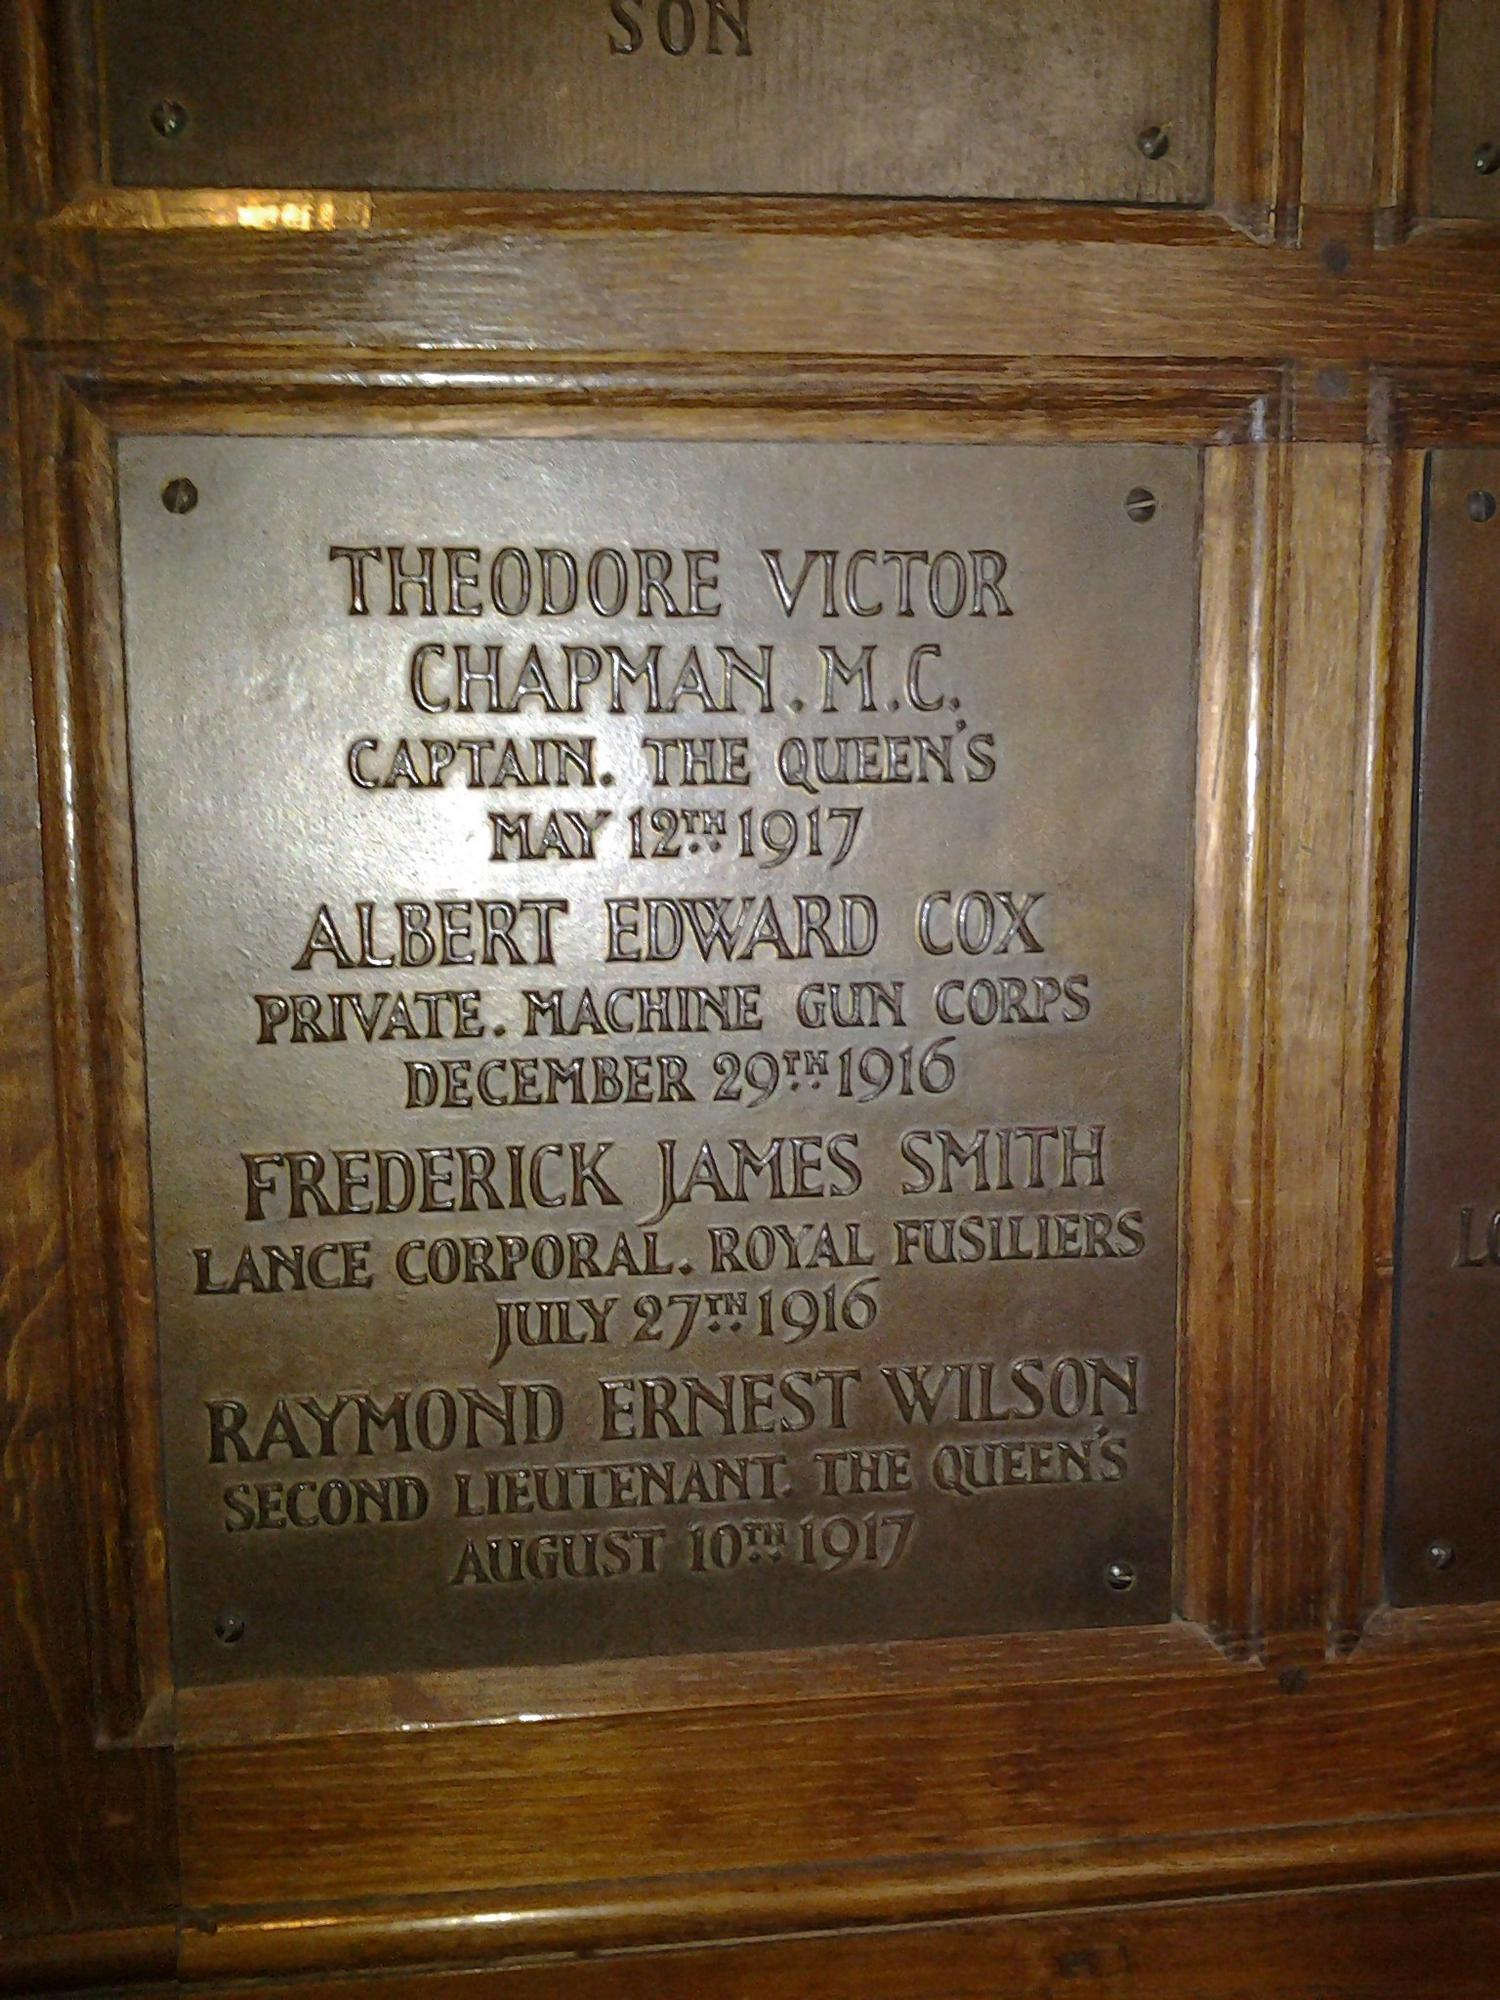 SON
THEODORE VICTOR
CHAPMAN. M.C.
CAPTAIN. THE QUEEN'S
MAY 12TH 1917
ALBERT EDWARD COX
PRIVATE. MACHINE GUN CORPS
DECEMBER 29TH 1916
FREDERICK JAMES SMITH
LANCE CORPORAL. ROYAL FUSILIERS
JULY 27TH 1916
RAYMOND ERNEST WILSON
SECOND LIEUTENANT. THE QUEEN'S
AUGUST 10TH 1917